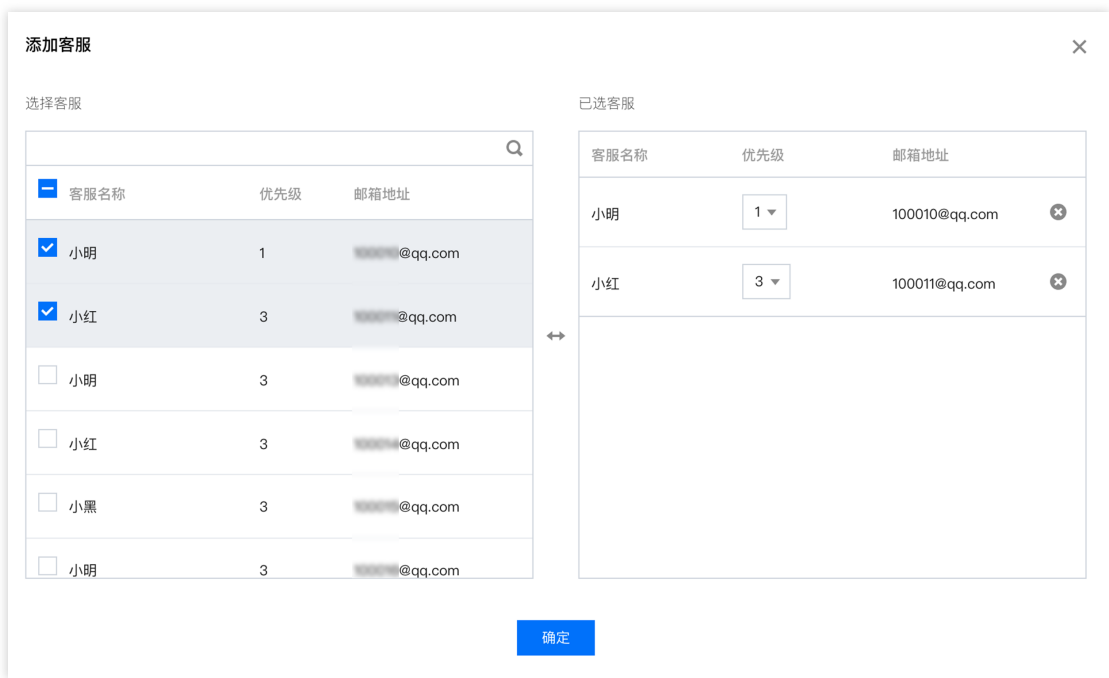 添加客服
选择客服
客服名称 优先级 邮箱地址
小明 1 @qq.com
小红 3 @qq.com
小明 3 @qq.com
小红 3 @qq.com
小黑 3 @qq.com
小明 3 @qq.com
已选客服
客服名称 优先级 邮箱地址
小明 1 100010@qq.com
小红 3 100011@qq.com
确定